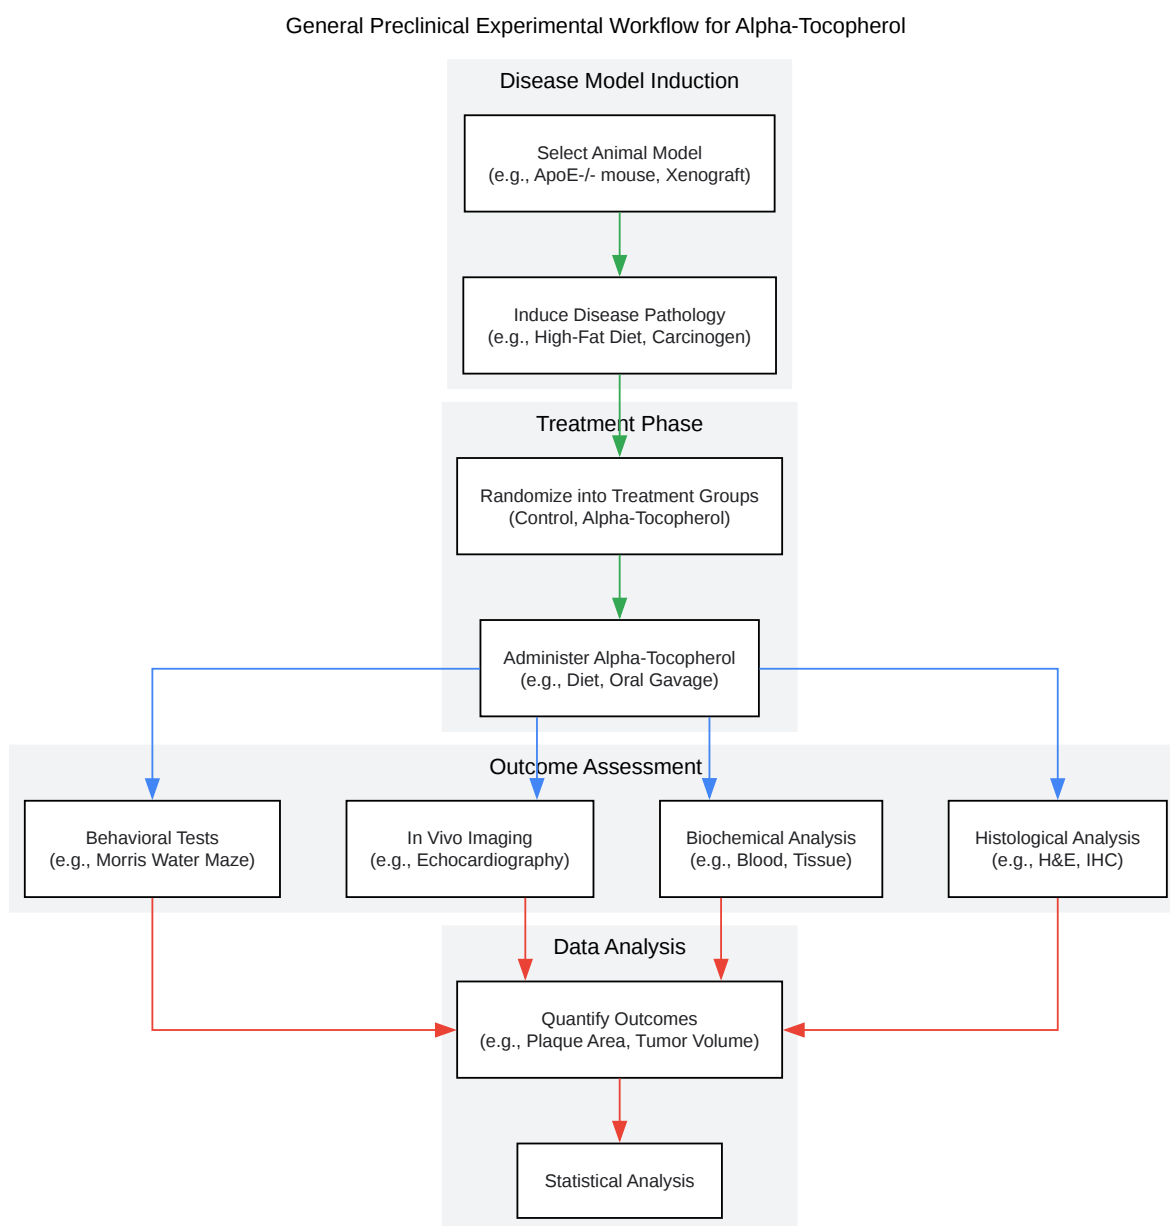 General Preclinical Experimental Workflow for Alpha-Tocopherol
Disease Model Induction
Select Animal Model
(e.g., ApoE-/- mouse, Xenograft)
Induce Disease Pathology
(e.g., High-Fat Diet, Carcinogen)
Treatment Phase
Randomize into Treatment Groups
(Control, Alpha-Tocopherol)
Administer Alpha-Tocopherol
(e.g., Diet, Oral Gavage)
Outcome Assessment
Behavioral Tests
(e.g., Morris Water Maze)
In Vivo Imaging
(e.g., Echocardiography)
Biochemical Analysis
(e.g., Blood, Tissue)
Histological Analysis
(e.g., H&E, IHC)
Data Analysis
Quantify Outcomes
(e.g., Plaque Area, Tumor Volume)
Statistical Analysis